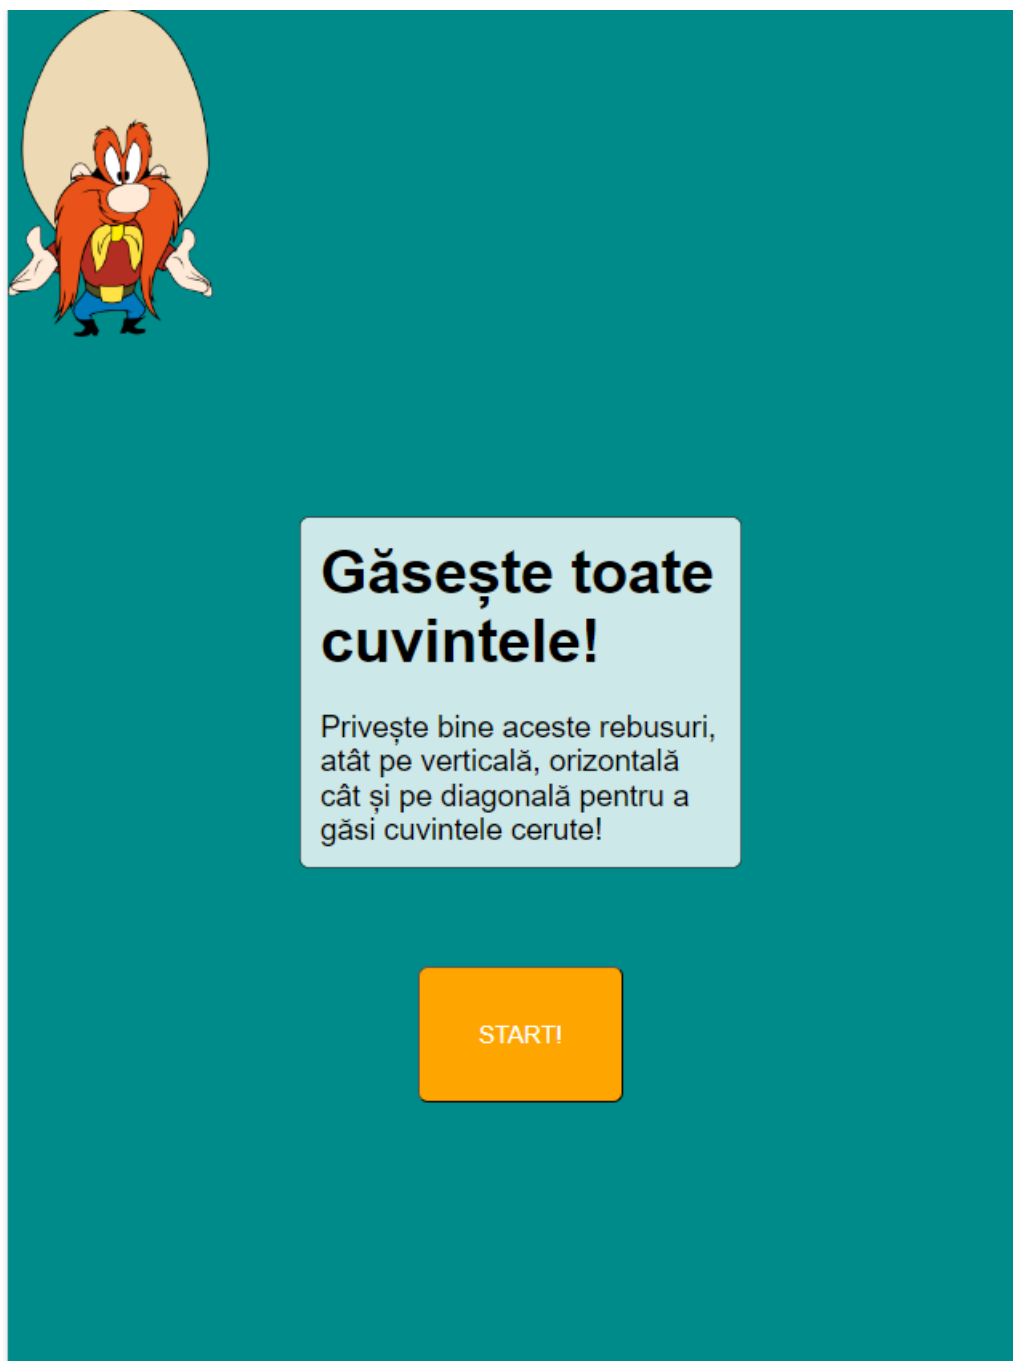 Găsește toate
cuvintele!
Privește bine aceste rebusuri,
atât pe verticală, orizontală
cât și pe diagonală pentru a
găsi cuvintele cerute!
START!